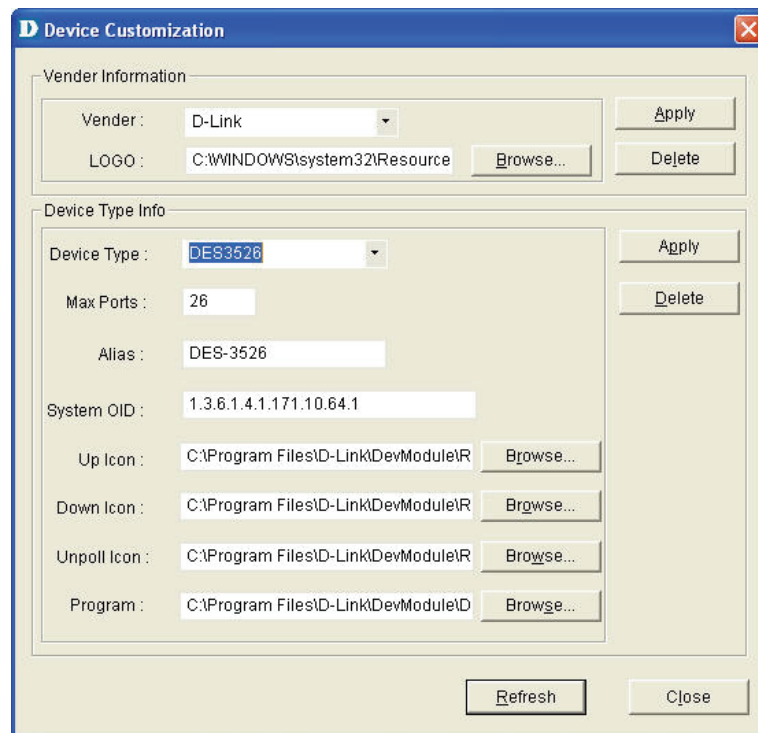 D Device Customization
Vender Information
Vender : D-Link Apply
LOGO : C:\WINDOWS\system32\Resource Browse... Delete
Device Type Info
Device Type : DES3526 Apply
Max Ports : 26 Delete
Alias : DES-3526
System OID : 1.3.6.1.4.1.171.10.64.1
Up Icon : C:\Program Files\D-Link\DevModule\R Browse...
Down Icon : C:\Program Files\D-Link\DevModule\R Browse...
Unpoll Icon : C:\Program Files\D-Link\DevModule\R Browse...
Program : C:\Program Files\D-Link\DevModule\D Browse...
Refresh Close